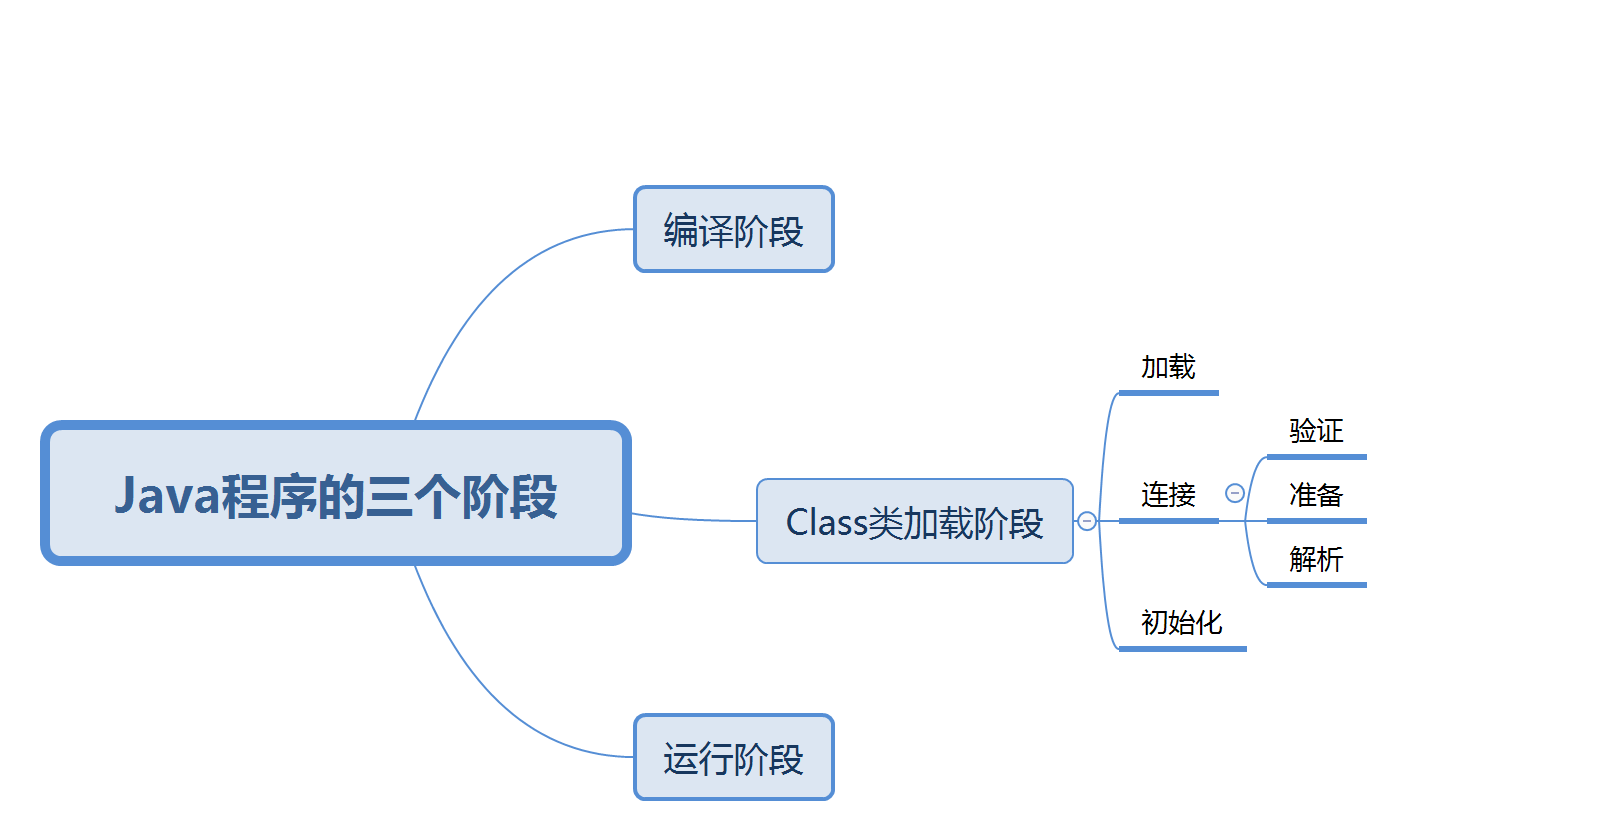 Java程序的三个阶段
编译阶段
Class类加载阶段
加载
连接
验证
准备
解析
初始化
运行阶段